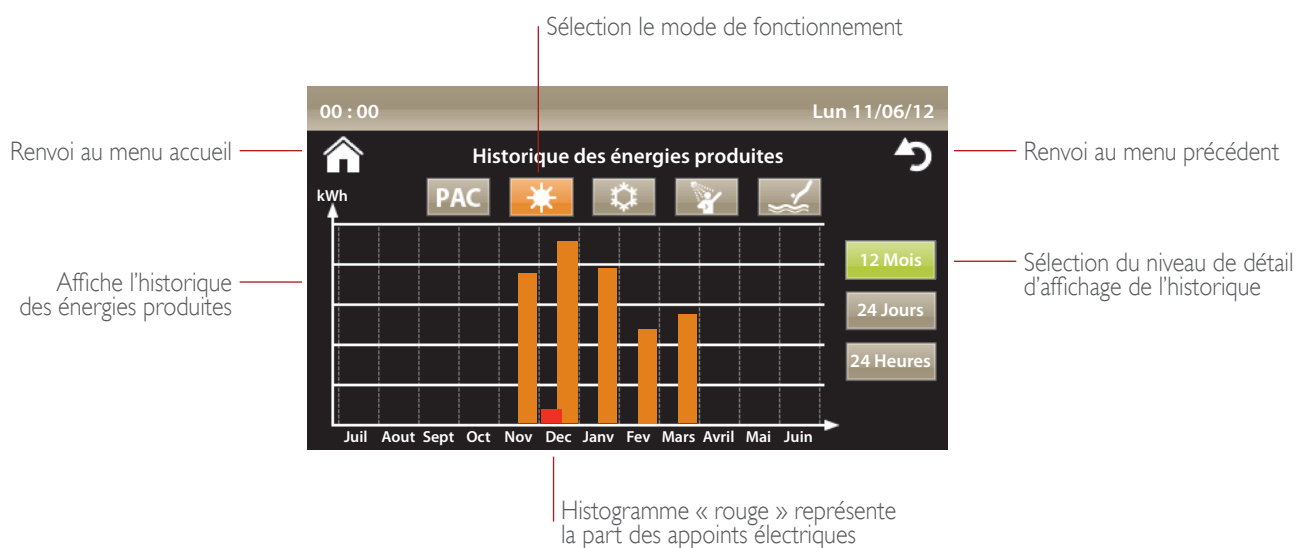 Sélection le mode de fonctionnement
00 : 00
Lun 11/06/12
Renvoi au menu accueil
Historique des énergies produites
Renvoi au menu précédent
kWh
PAC
Affiche l’historique
des énergies produites
12 Mois
Sélection du niveau de détail
d’affichage de l’historique
24 Jours
24 Heures
Juil Aout Sept Oct Nov Dec Janv Fev Mars Avril Mai Juin
Histogramme « rouge » représente
la part des appoints électriques